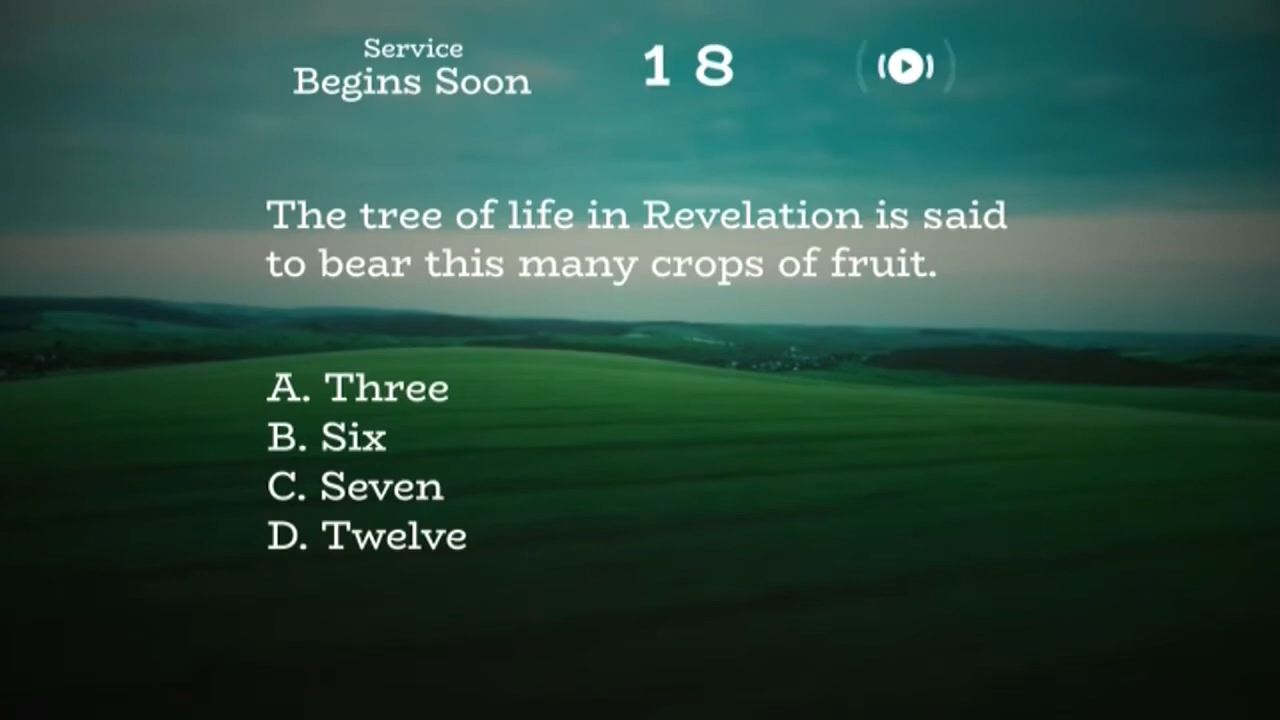 Service
Begins Soon
1 8
The tree of life in Revelation is said
to bear this many crops of fruit.
A. Three
B. Six
C. Seven
D. Twelve